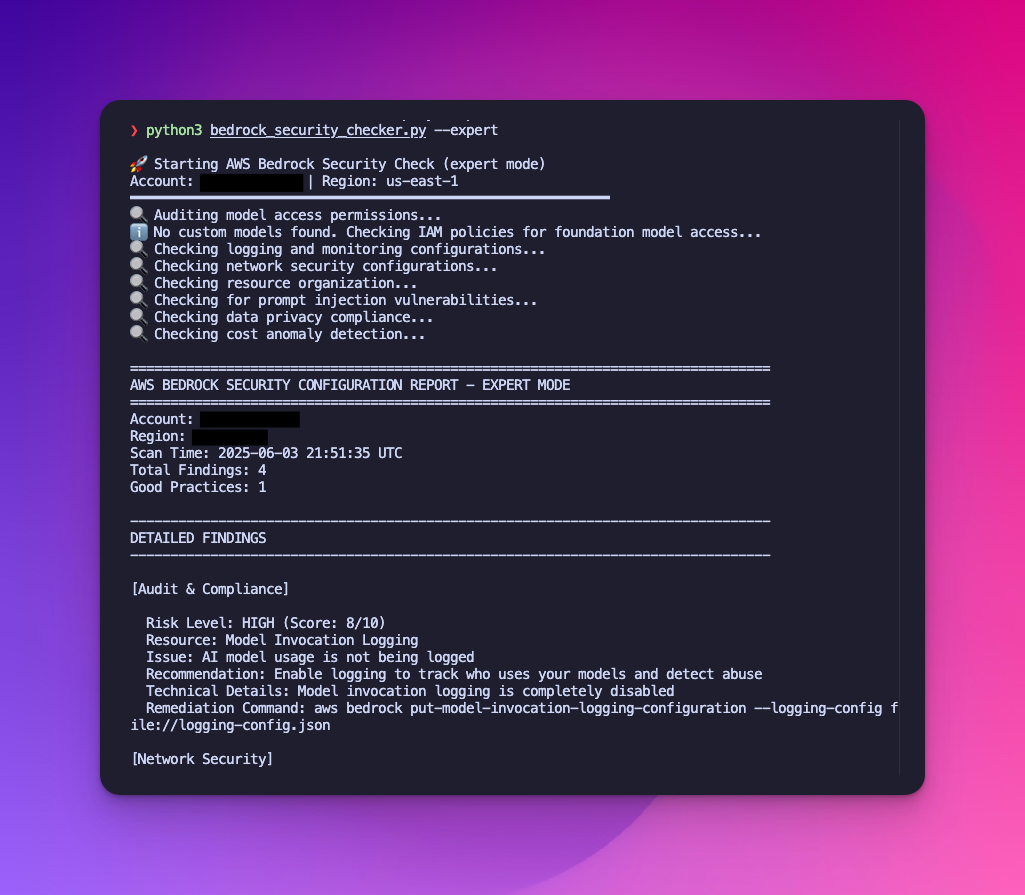 ❯ python3 bedrock_security_checker.py --expert
🚀 Starting AWS Bedrock Security Check (expert mode)
Account: | Region: us-east-1
🔍 Auditing model access permissions...
ℹ️ No custom models found. Checking IAM policies for foundation model access...
🔍 Checking logging and monitoring configurations...
🔍 Checking network security configurations...
🔍 Checking resource organization...
🔍 Checking for prompt injection vulnerabilities...
🔍 Checking data privacy compliance...
🔍 Checking cost anomaly detection...
================================================================================
AWS BEDROCK SECURITY CONFIGURATION REPORT - EXPERT MODE
================================================================================
Account:
Region:
Scan Time: 2025-06-03 21:51:35 UTC
Total Findings: 4
Good Practices: 1
--------------------------------------------------------------------------------
DETAILED FINDINGS
--------------------------------------------------------------------------------
[Audit & Compliance]
Risk Level: HIGH (Score: 8/10)
Resource: Model Invocation Logging
Issue: AI model usage is not being logged
Recommendation: Enable logging to track who uses your models and detect abuse
Technical Details: Model invocation logging is completely disabled
Remediation Command: aws bedrock put-model-invocation-logging-configuration --logging-config f
ile://logging-config.json
[Network Security]